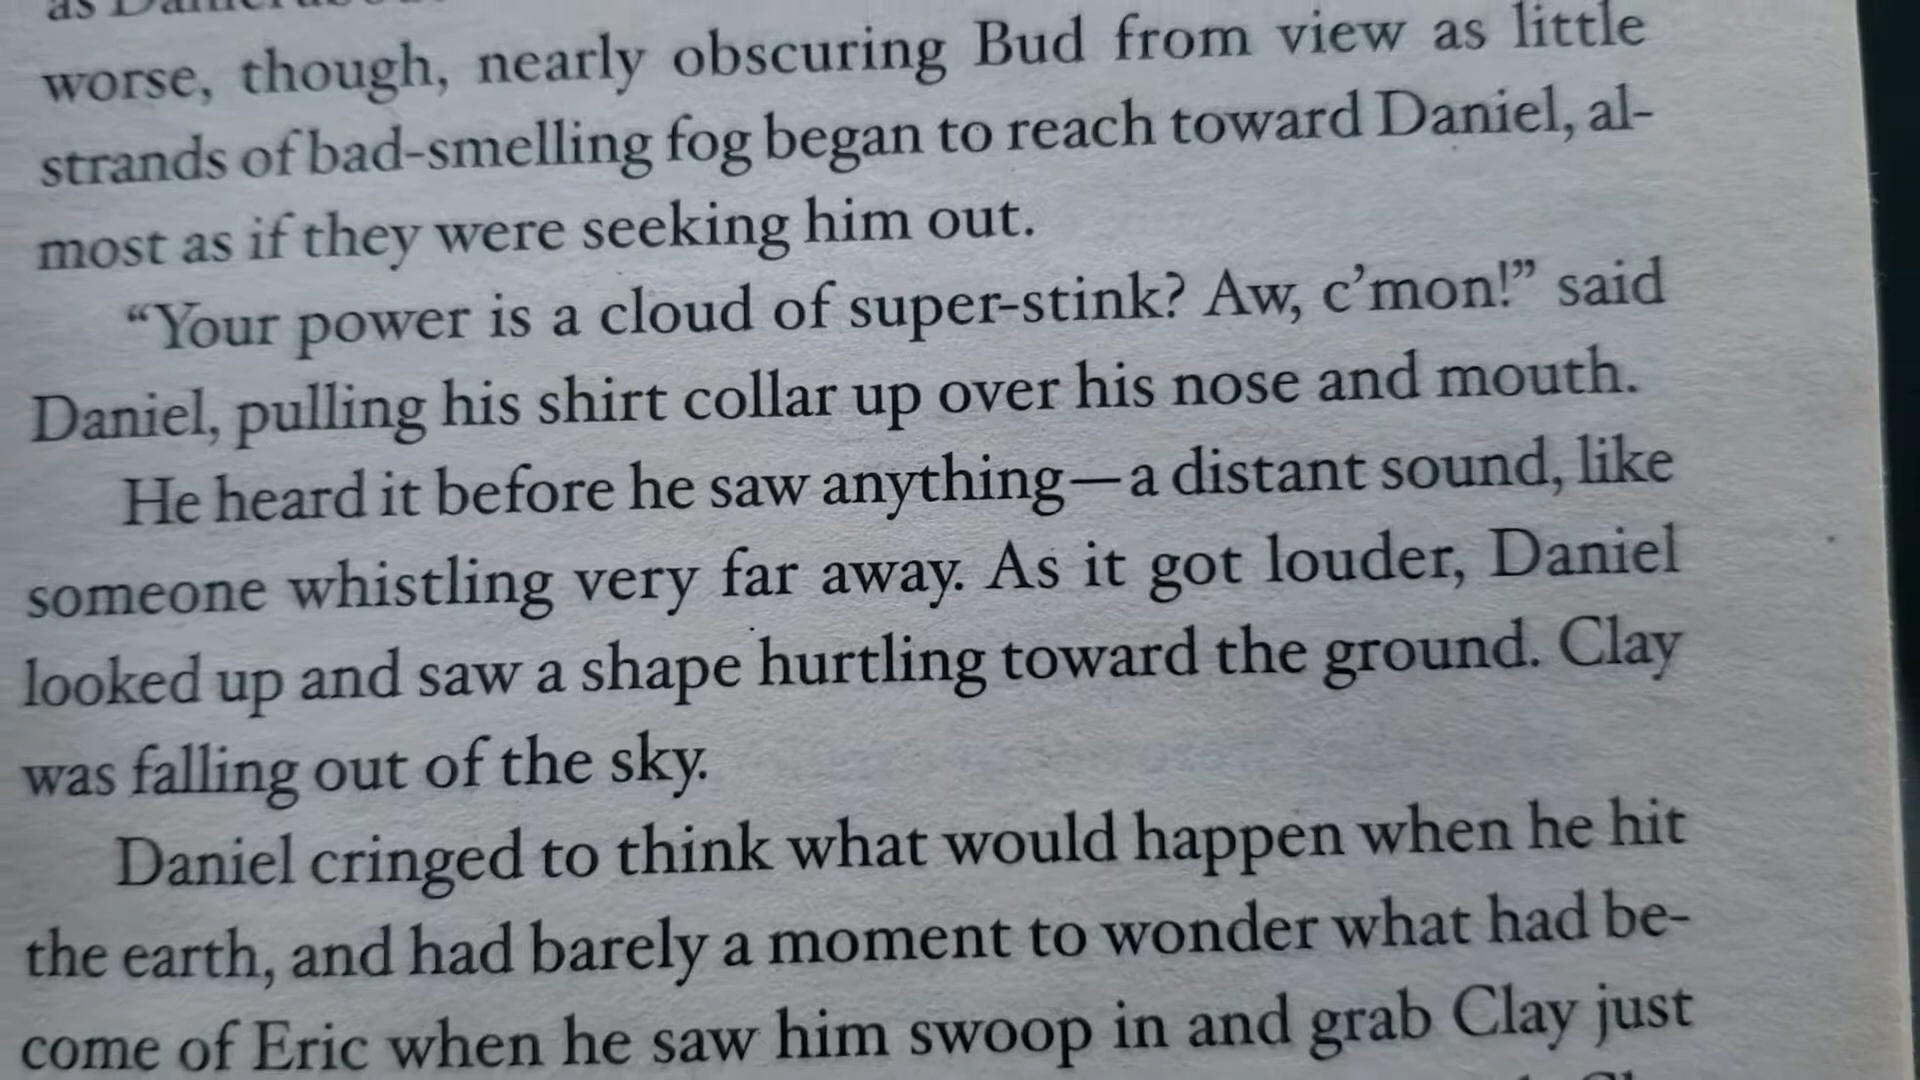 worse, though, nearly obscuring Bud from view as little
strands of bad-smelling fog began to reach toward Daniel, al-
most as if they were seeking him out.
“Your power is a cloud of super-stink? Aw, c’mon!” said
Daniel, pulling his shirt collar up over his nose and mouth.
He heard it before he saw anything—a distant sound, like
someone whistling very far away. As it got louder, Daniel
looked up and saw a shape hurtling toward the ground. Clay
was falling out of the sky.
Daniel cringed to think what would happen when he hit
the earth, and had barely a moment to wonder what had be-
come of Eric when he saw him swoop in and grab Clay just